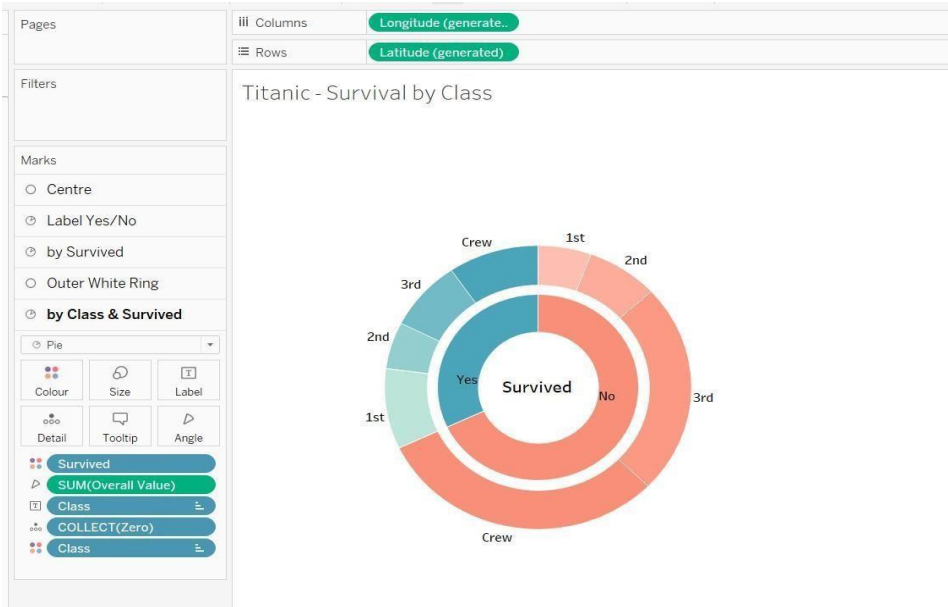 Pages
Columns
Longitude (generate..
Rows
Latitude (generated)
Filters
Titanic - Survival by Class
Marks
Centre
Label Yes/No
by Survived
Outer White Ring
by Class & Survived
Pie
Colour
Size
T
Label
Detail
Tooltip
Angle
Survived
SUM(Overall Value)
T
Class
COLLECT(Zero)
Class
Crew
1st
2nd
3rd
2nd
Yes
Survived
No
3rd
1st
Crew